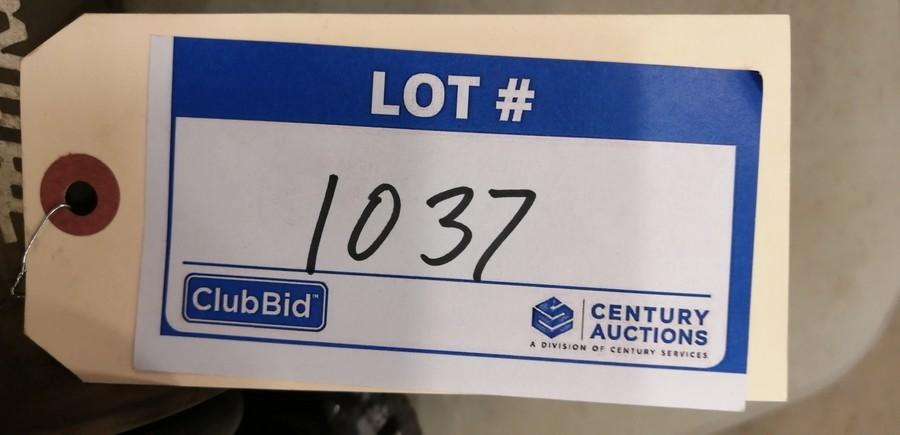 LOT #
1037
ClubBid™
CENTURY
AUCTIONS
A DIVISION OF CENTURY SERVICES